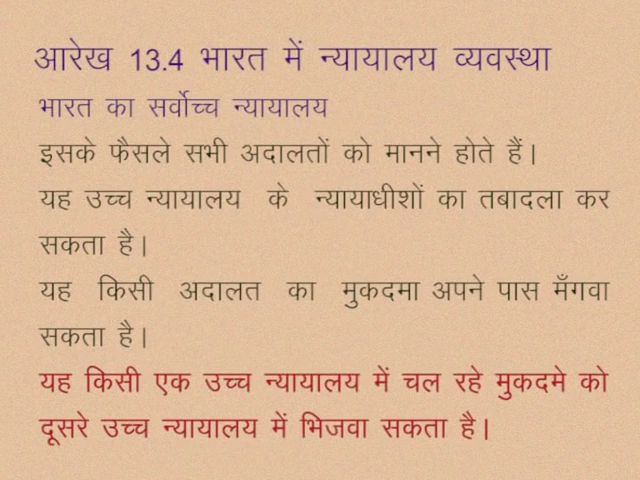 आरेख 13.4 भारत में न्यायालय व्यवस्था
भारत का सर्वोच्च न्यायालय
इसके फैसले सभी अदालतों को मानने होते हैं।
यह उच्च न्यायालय के न्यायाधीशों का तबादला कर
सकता है।
यह किसी अदालत का मुकदमा अपने पास मँगवा
सकता है।
यह किसी एक उच्च न्यायालय में चल रहे मुकदमे को
दूसरे उच्च न्यायालय में भिजवा सकता है।